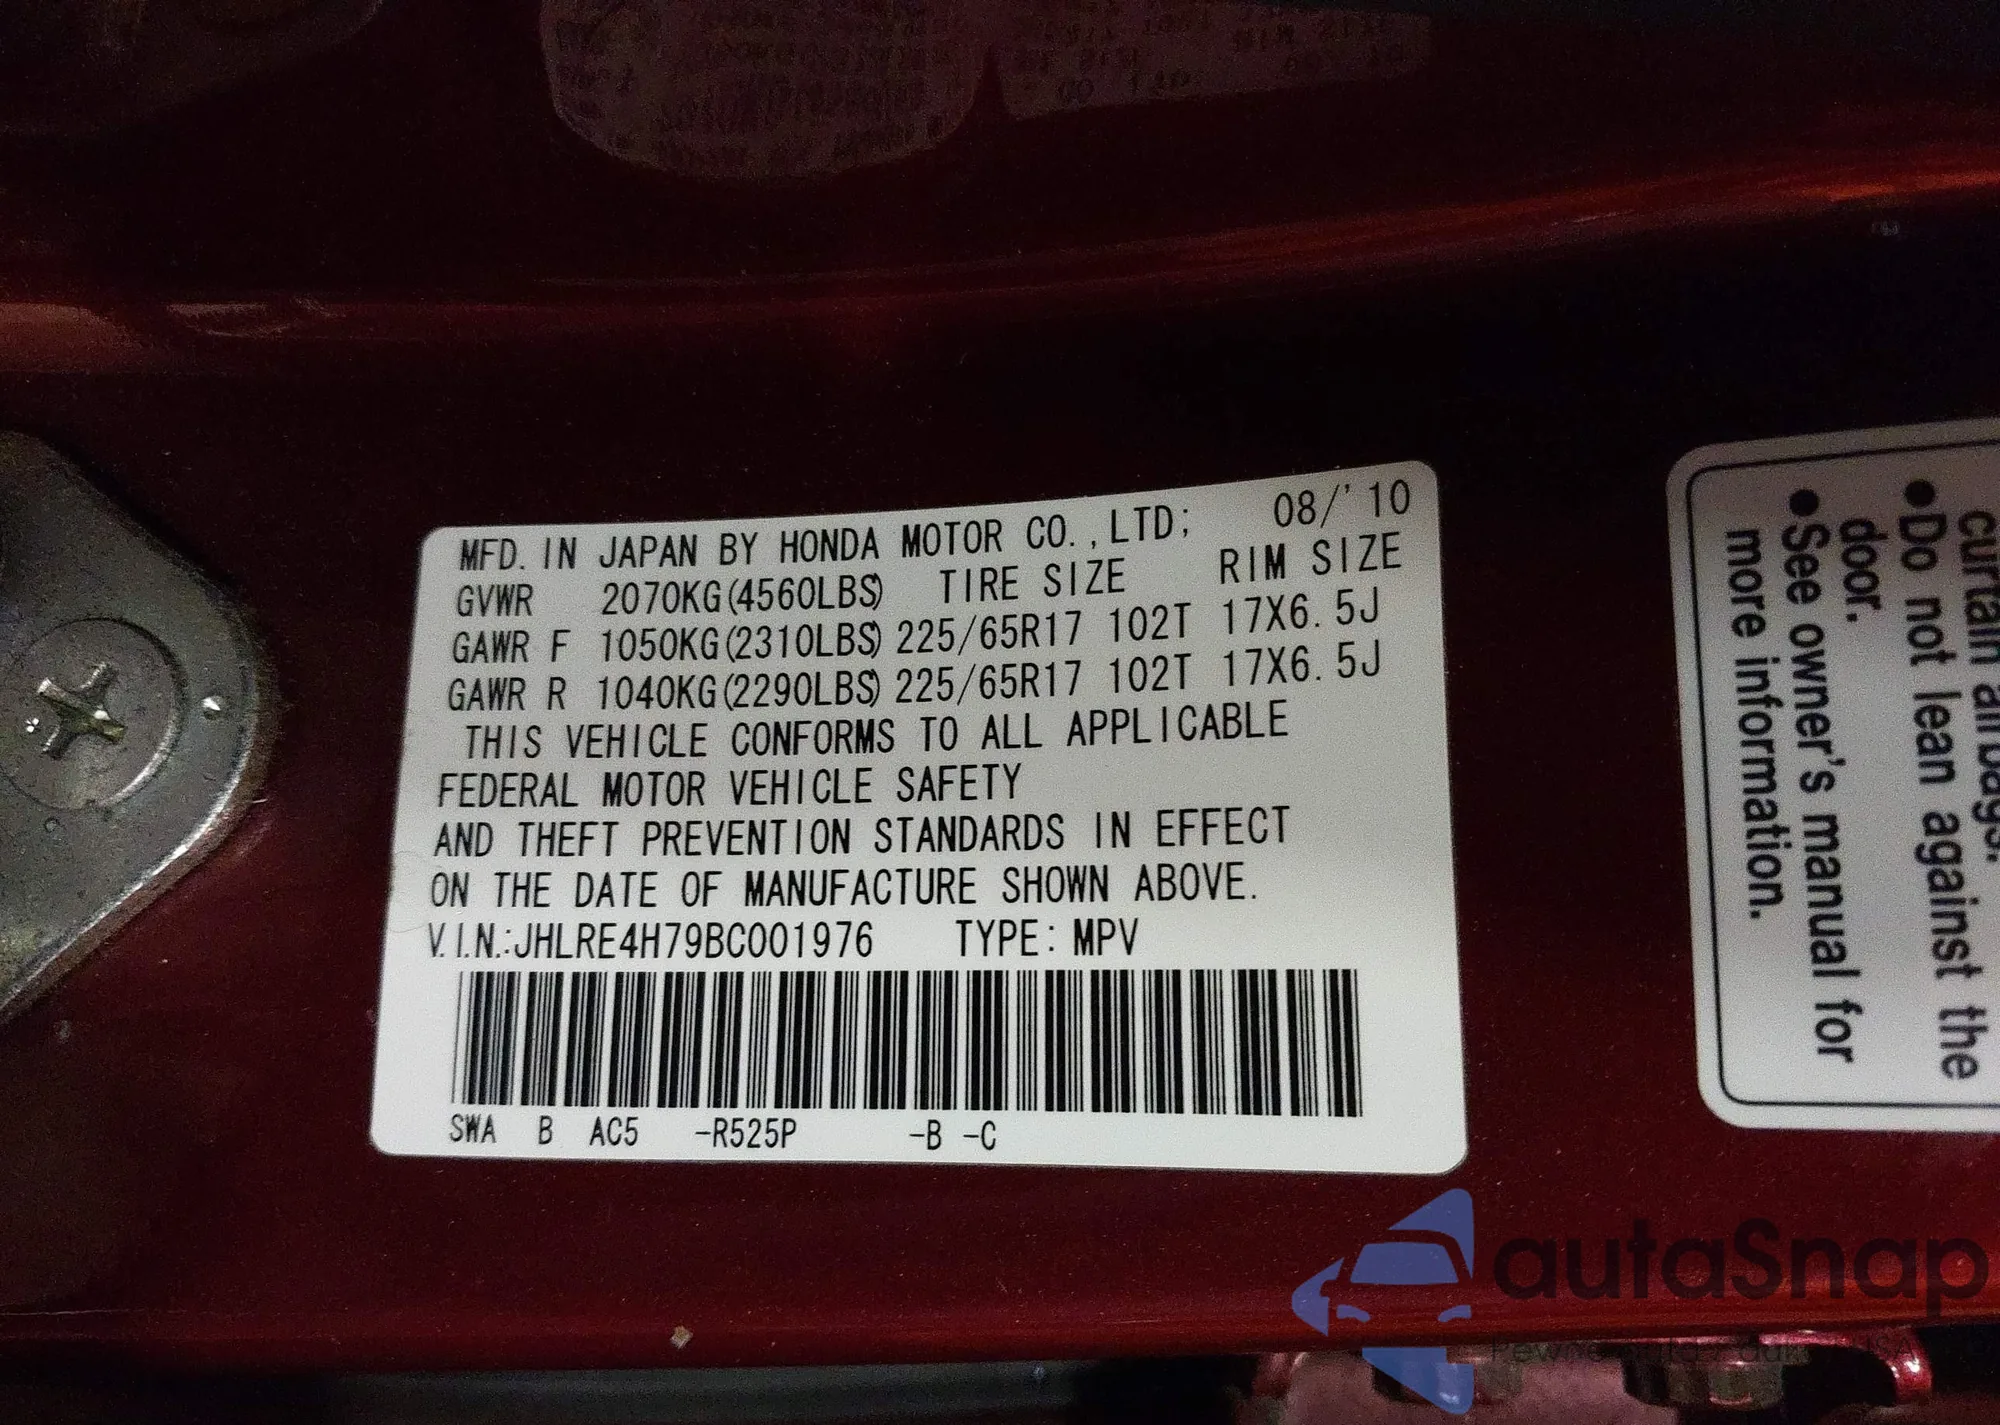 MFD. IN JAPAN BY HONDA MOTOR CO.,LTD; 08/'10
GVWR 2070KG(4560LBS) TIRE SIZE RIM SIZE
GAWR F 1050KG(2310LBS) 225/65R17 102T 17X6.5J
GAWR R 1040KG(2290LBS) 225/65R17 102T 17X6.5J
THIS VEHICLE CONFORMS TO ALL APPLICABLE
FEDERAL MOTOR VEHICLE SAFETY
AND THEFT PREVENTION STANDARDS IN EFFECT
ON THE DATE OF MANUFACTURE SHOWN ABOVE.
V.I.N.:JHLRE4H79BC001976 TYPE: MPV
SWA B AC5 -R525P -B -C
curtain airbags.
●Do not lean against the
door.
●See owner's manual for
more information.
autaSnap